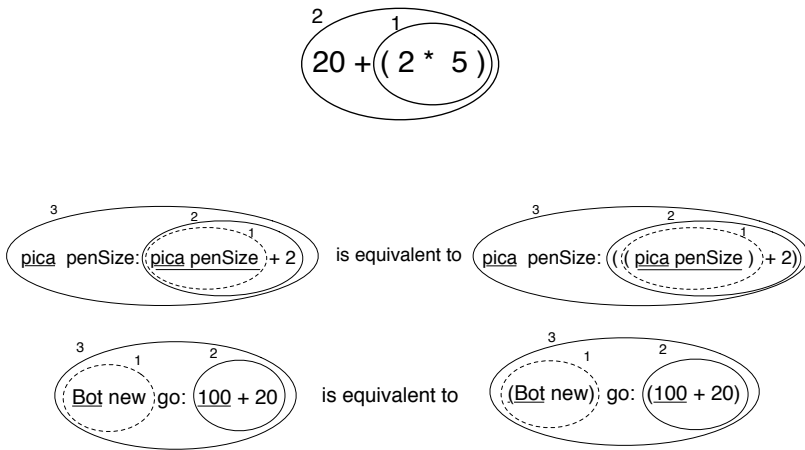 2
1
20 + ( 2 * 5 )
3
2
1
pica penSize: pica penSize + 2
is equivalent to
3
2
1
pica penSize: ( ( pica penSize ) + 2)
3
1
2
Bot new go: 100 + 20
is equivalent to
3
1
2
(Bot new) go: (100 + 20)